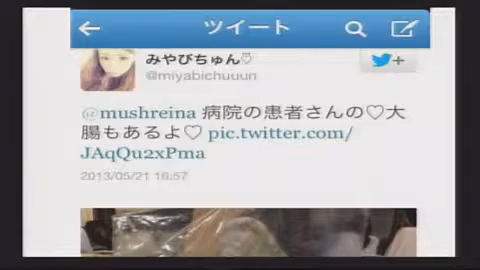 ツイート
みやびちゅん♡
@miyabichuuun
@mushreina 病院の患者さんの♡大
腸もあるよ♡ pic.twitter.com/
JAqQu2xPma
2013/05/21 16:57